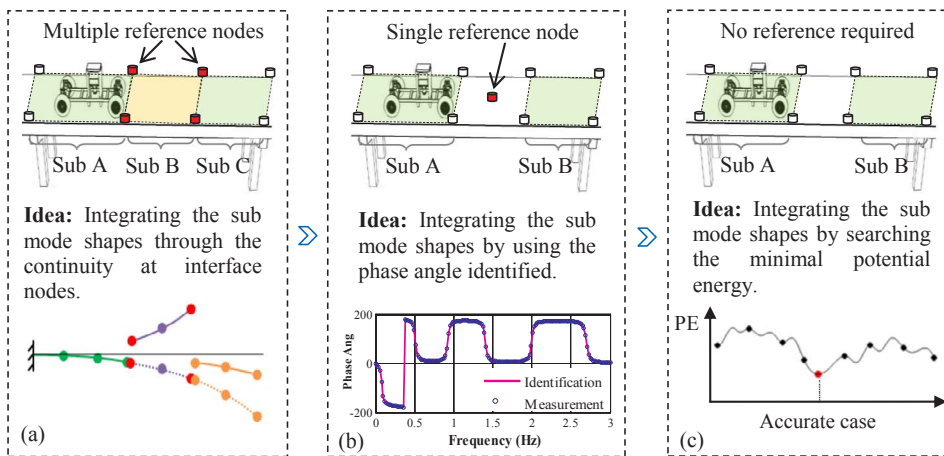 Multiple reference nodes
Sub A
Sub B
Sub C
Idea: Integrating the sub
mode shapes through the
continuity at interface
nodes.
(a)
Single reference node
Sub A
Sub B
Idea: Integrating the sub
mode shapes by using the
phase angle identified.
200
0
-200
Phase Ang
Identification
Measurement
0
0.5
1
1.5
2
2.5
3
Frequency (Hz)
(b)
No reference required
Sub A
Sub B
Idea: Integrating the sub
mode shapes by searching
the minimal potential
energy.
PE
Accurate case
(c)